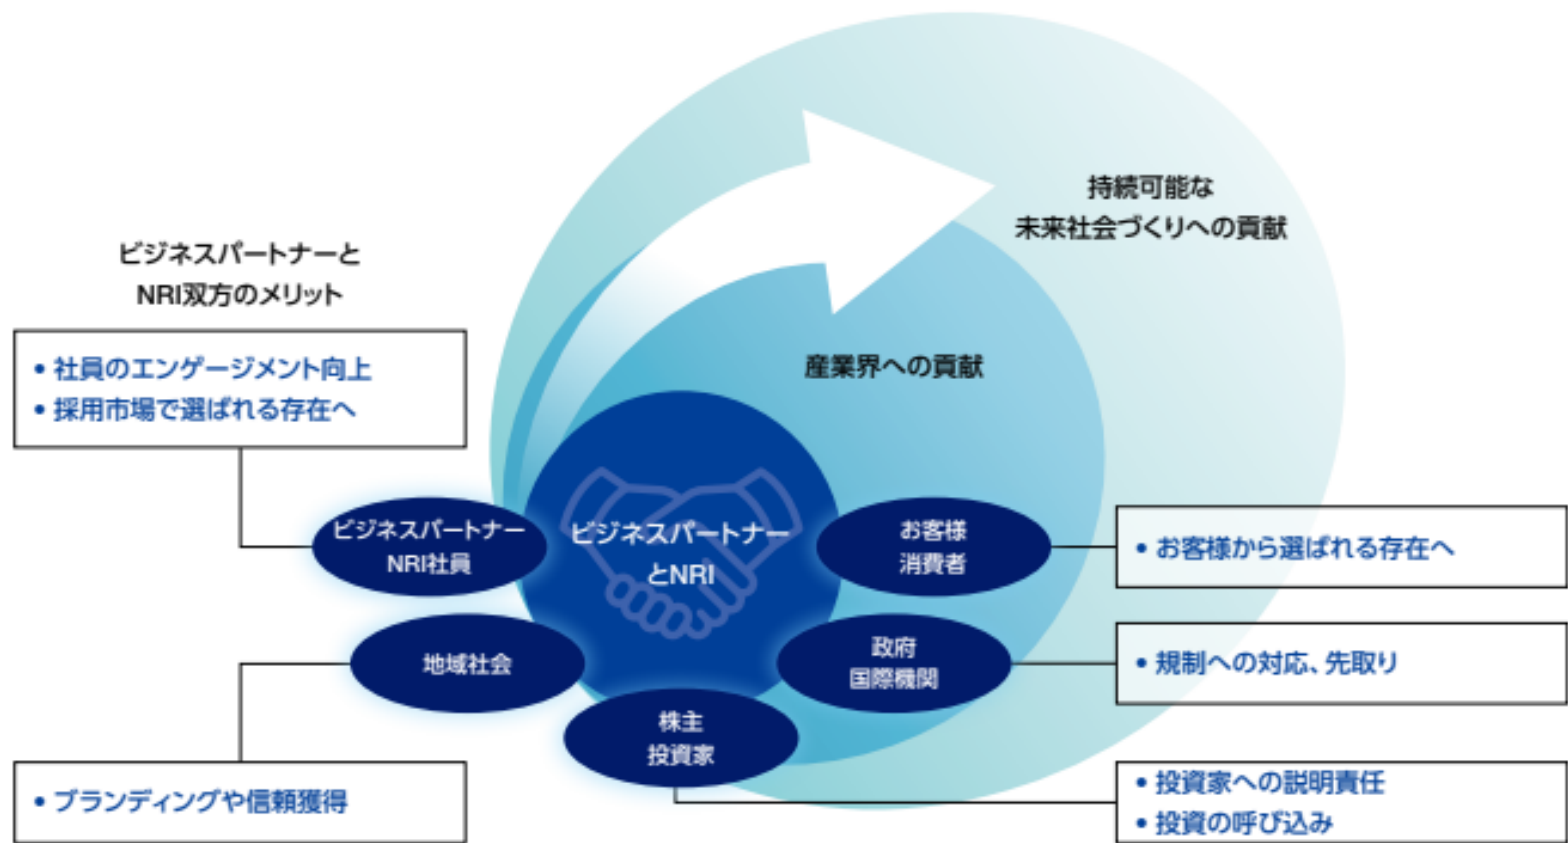 持続可能な
未来社会づくりへの貢献
ビジネスパートナーと
NRI双方のメリット
• 社員のエンゲージメント向上
• 採用市場で選ばれる存在へ
産業界への貢献
ビジネスパートナー
NRI社員
ビジネスパートナー
とNRI
お客様
消費者
• お客様から選ばれる存在へ
地域社会
政府
国際機関
• 規制への対応、先取り
株主
投資家
• ブランディングや信頼獲得
• 投資家への説明責任
• 投資の呼び込み